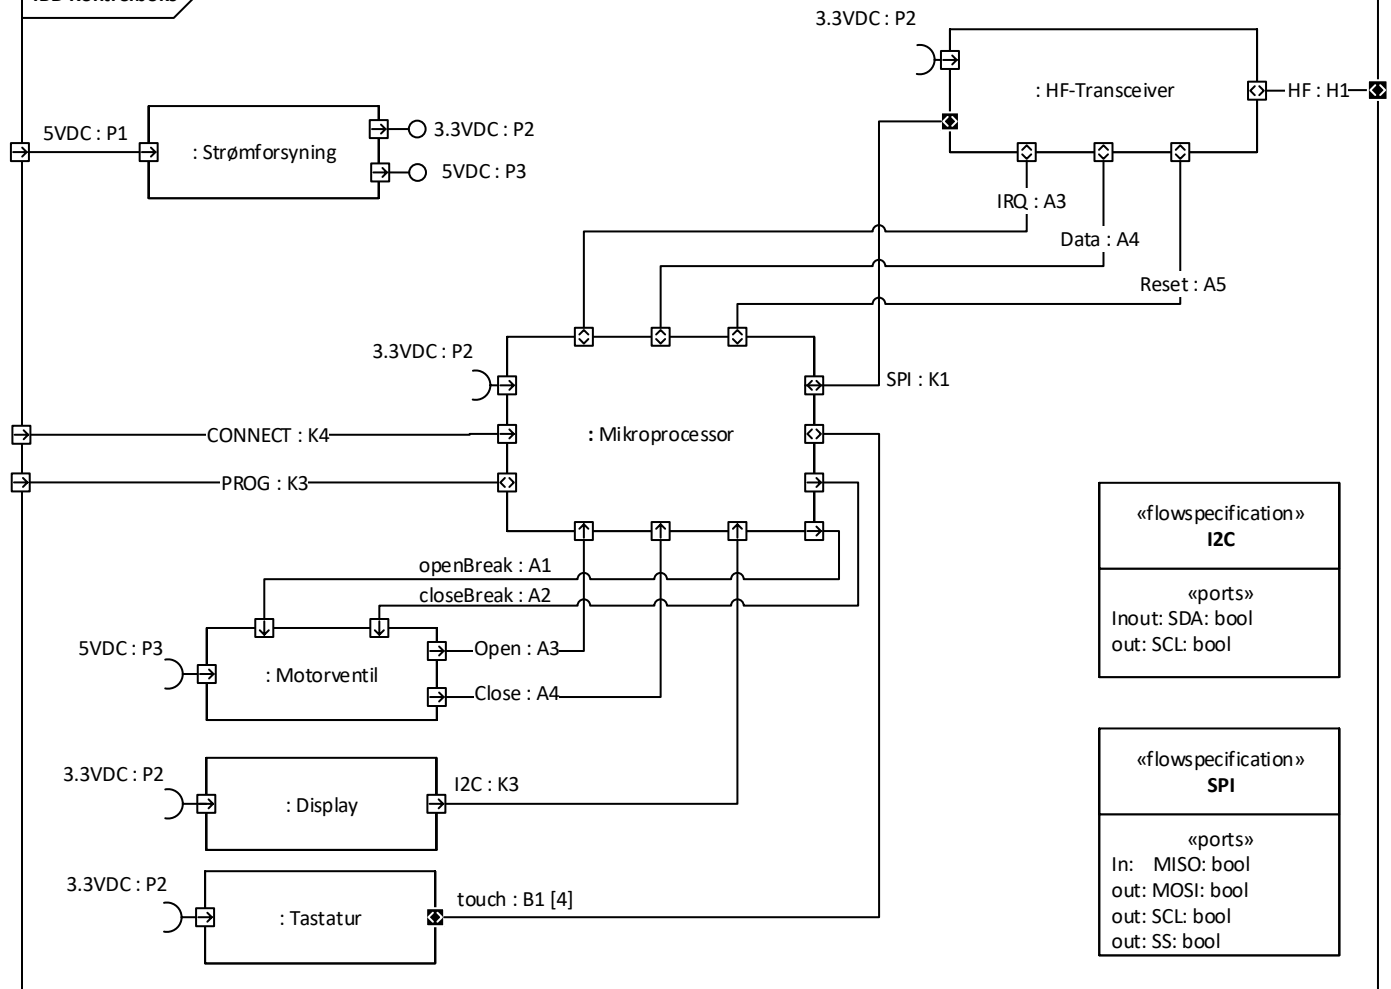 3.3VDC : P2
: HF-Transceiver
HF : H1
5VDC : P1
: Strømforsyning
3.3VDC : P2
5VDC : P3
IRQ : A3
Data : A4
Reset : A5
3.3VDC : P2
SPI : K1
CONNECT : K4
: Mikroprocessor
PROG : K3
openBreak : A1
closeBreak : A2
5VDC : P3
: Motorventil
Open : A3
Close : A4
3.3VDC : P2
: Display
I2C : K3
3.3VDC : P2
: Tastatur
touch : B1 [4]
«flowspecification»
I2C
«ports»
Inout: SDA: bool
out: SCL: bool
«flowspecification»
SPI
«ports»
In: MISO: bool
out: MOSI: bool
out: SCL: bool
out: SS: bool